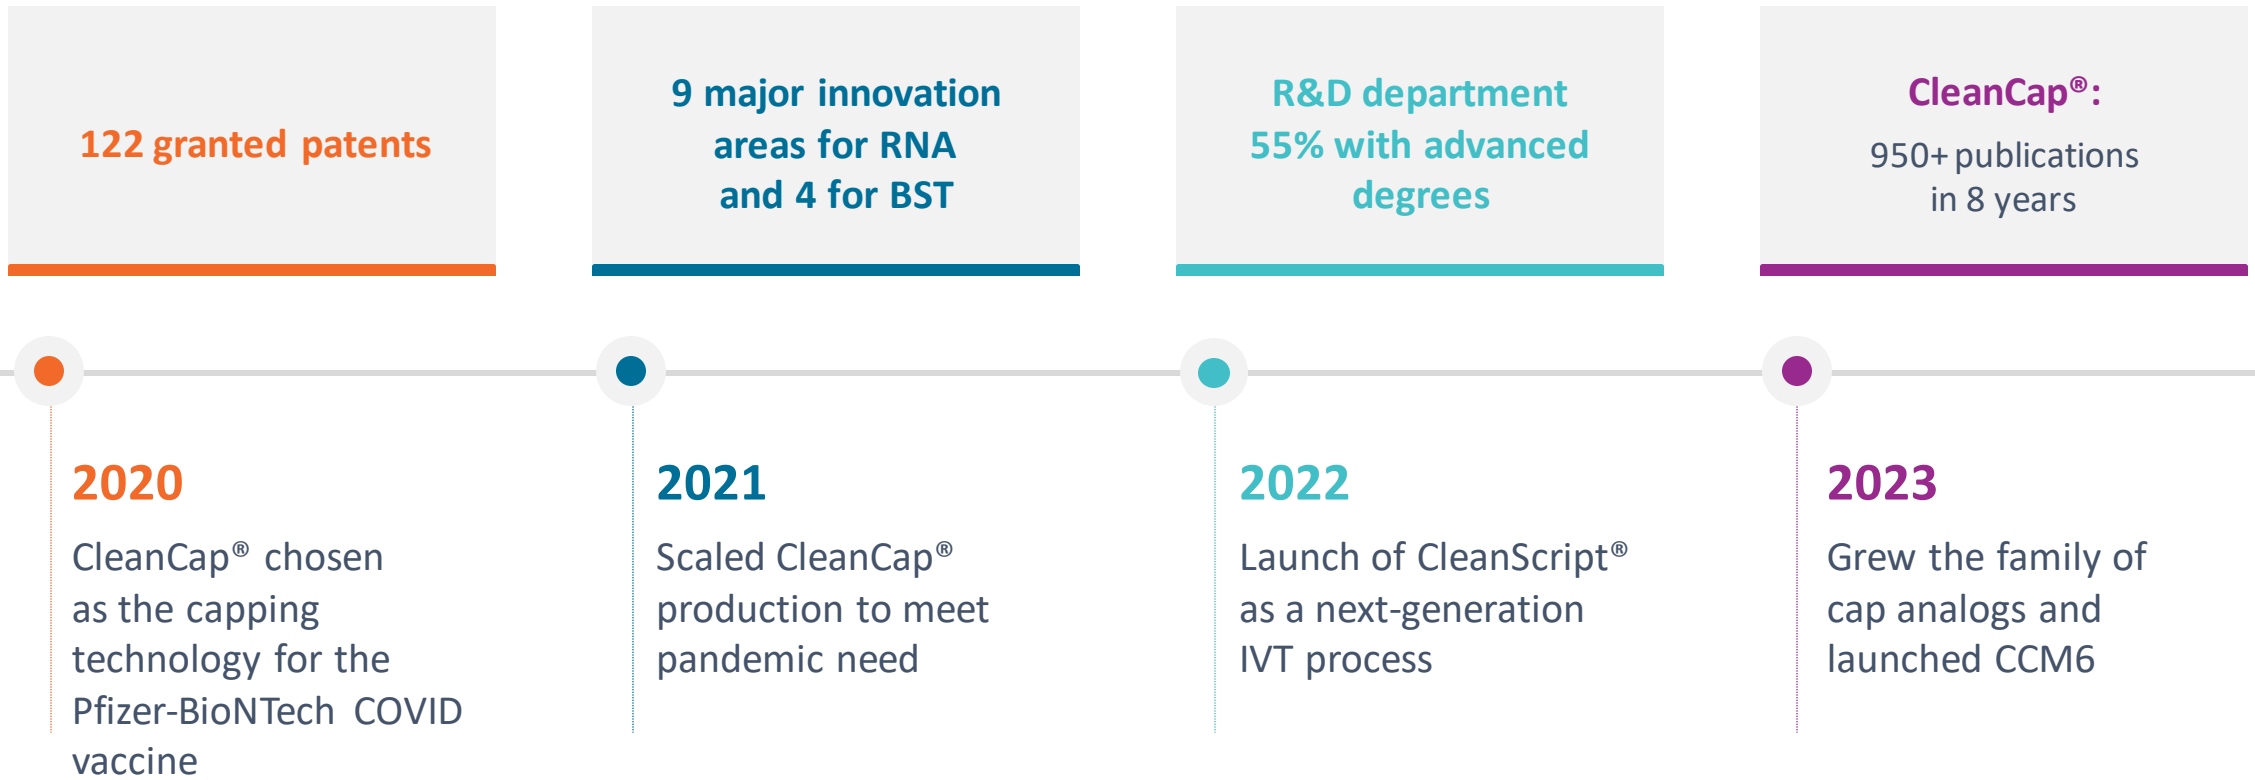 122 granted patents
9 major innovation
areas for RNA
and 4 for BST
R&D department
55% with advanced
degrees
CleanCap®:
950+ publications
in 8 years
2020
CleanCap® chosen
as the capping
technology for the
Pfizer-BioNTech COVID
vaccine
2021
Scaled CleanCap®
production to meet
pandemic need
2022
Launch of CleanScript®
as a next-generation
IVT process
2023
Grew the family of
cap analogs and
launched CCM6